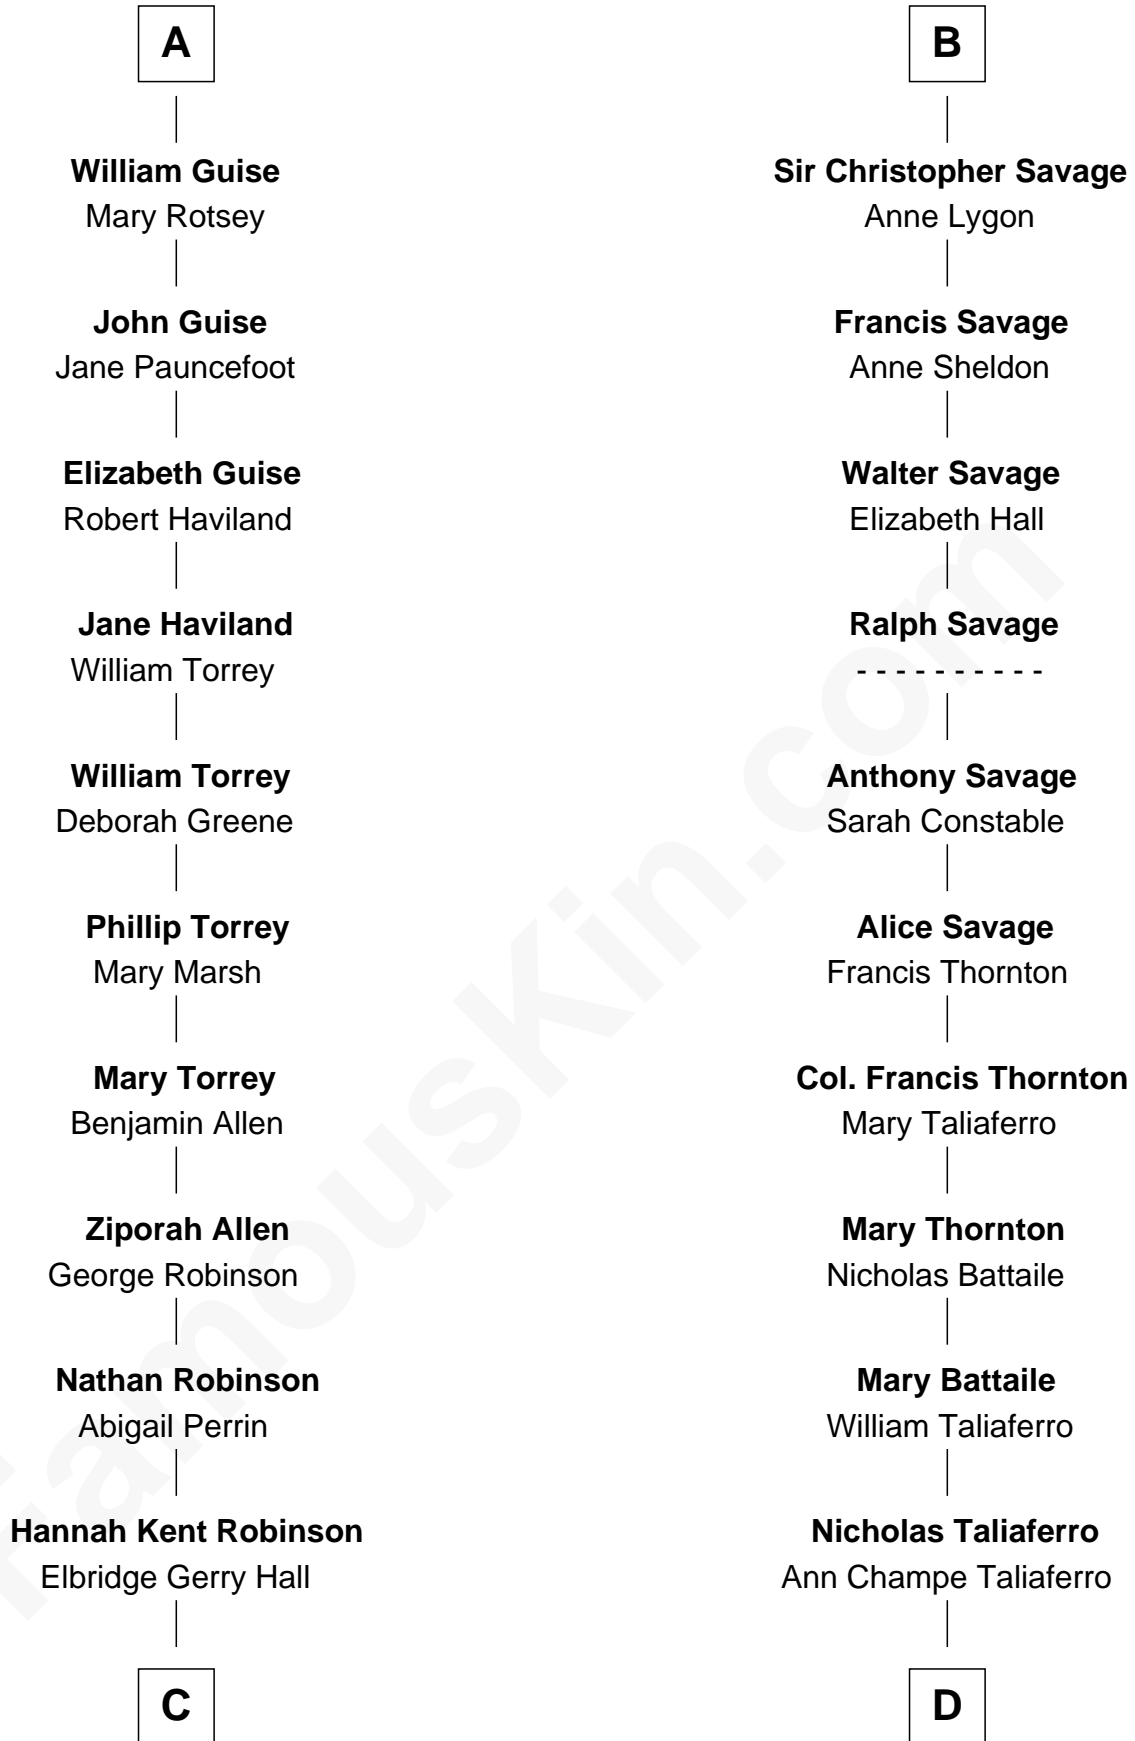 A
William Guise
Mary Rotsey
John Guise
Jane Pauncefoot
Elizabeth Guise
Robert Haviland
Jane Haviland
William Torrey
William Torrey
Deborah Greene
Phillip Torrey
Mary Marsh
Mary Torrey
Benjamin Allen
Ziporah Allen
George Robinson
Nathan Robinson
Abigail Perrin
Hannah Kent Robinson
Elbridge Gerry Hall
C
B
Sir Christopher Savage
Anne Lygon
Francis Savage
Anne Sheldon
Walter Savage
Elizabeth Hall
Ralph Savage
- - - - - - - - - -
Anthony Savage
Sarah Constable
Alice Savage
Francis Thornton
Col. Francis Thornton
Mary Taliaferro
Mary Thornton
Nicholas Battaile
Mary Battaile
William Taliaferro
Nicholas Taliaferro
Ann Champe Taliaferro
D
famouskin.com